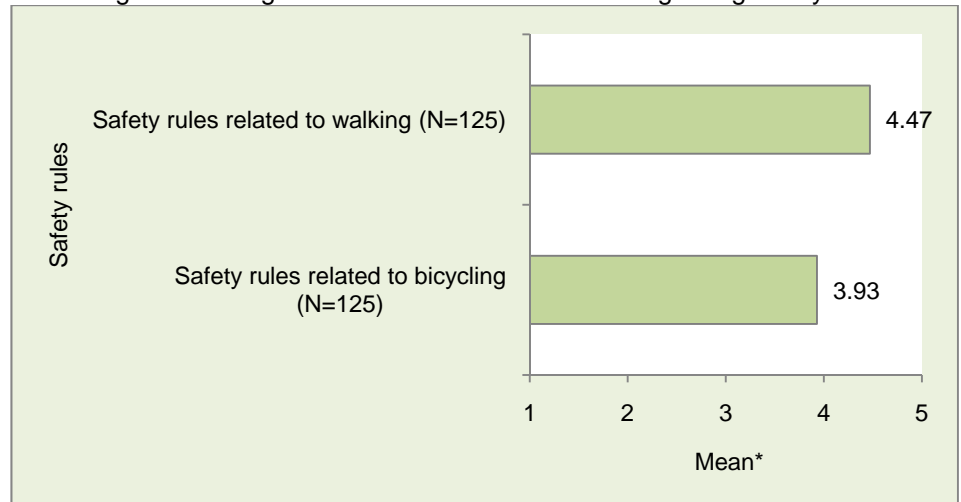 Safety rules
Safety rules related to walking (N=125)
4.47
Safety rules related to bicycling
(N=125)
3.93
1 2 3 4 5
Mean*